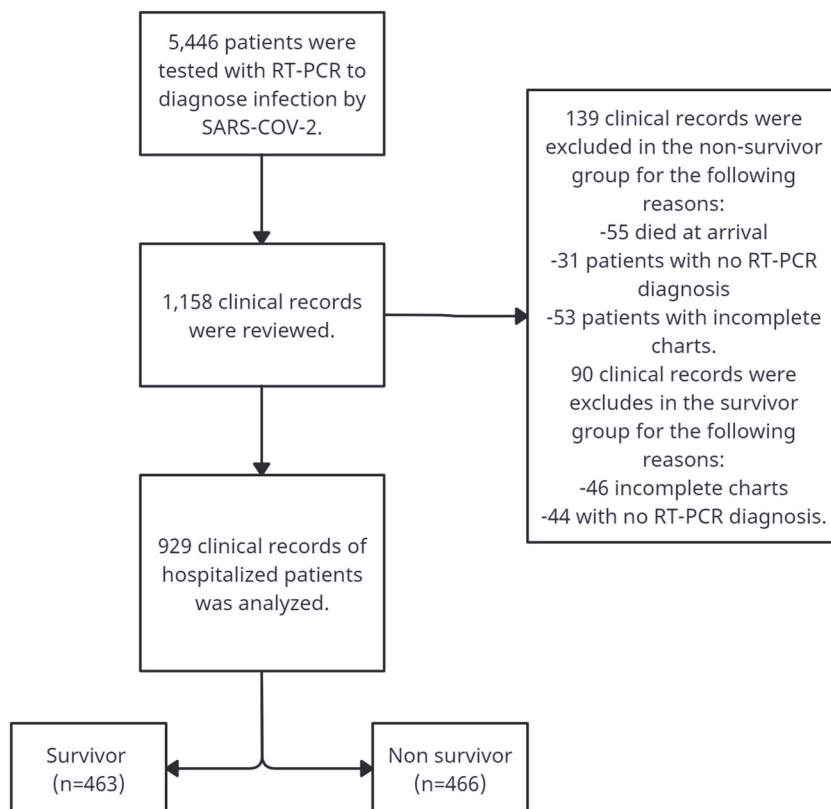 5,446 patients were
tested with RT-PCR to
diagnose infection by
SARS-COV-2.
1,158 clinical records
were reviewed.
139 clinical records were
excluded in the non-survivor
group for the following
reasons:
-55 died at arrival
-31 patients with no RT-PCR
diagnosis
-53 patients with incomplete
charts.
90 clinical records were
excludes in the survivor
group for the following
reasons:
-46 incomplete charts
-44 with no RT-PCR diagnosis.
929 clinical records of
hospitalized patients
was analyzed.
Survivor
(n=463)
Non survivor
(n=466)